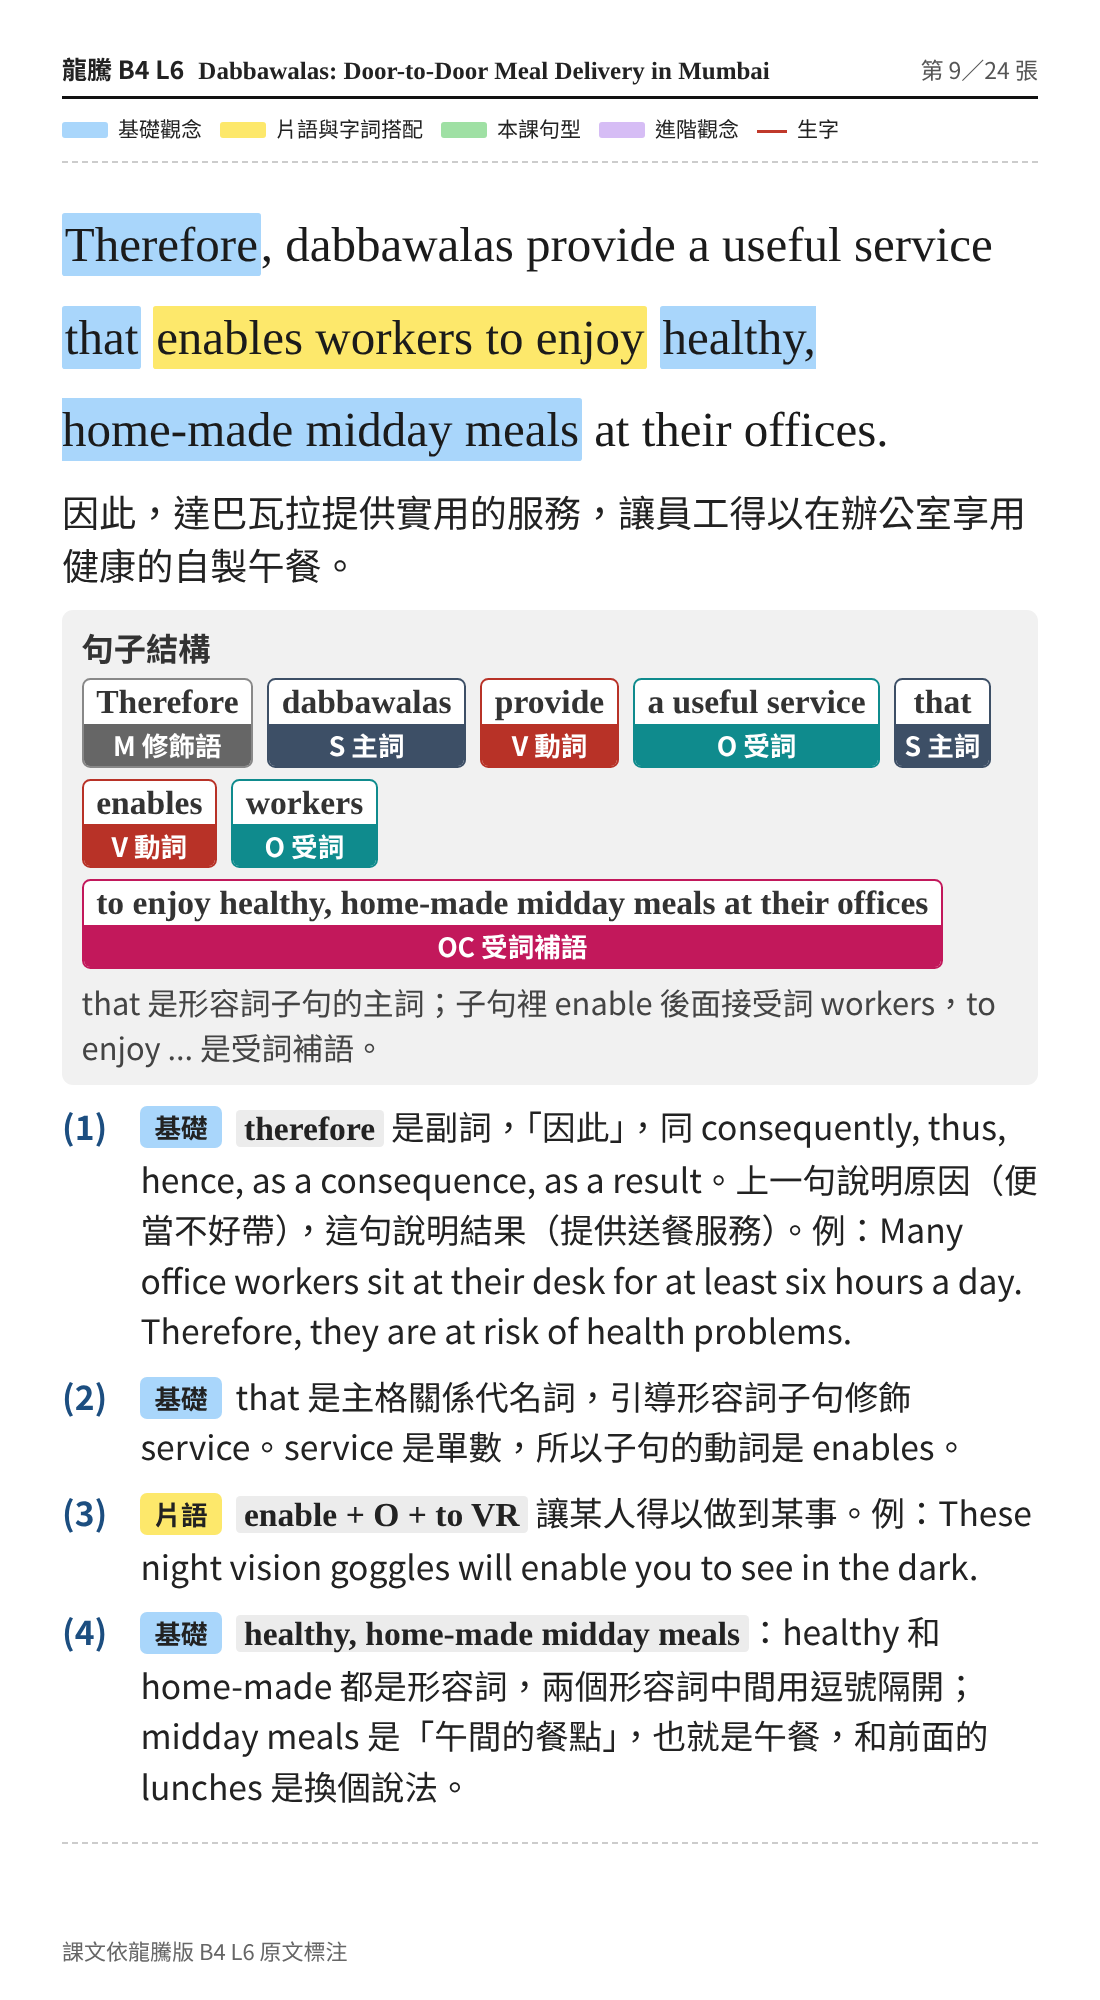 龍騰 B4 L6 Dabbawalas: Door-to-Door Meal Delivery in Mumbai 第 9／24 張
基礎觀念 片語與字詞搭配 本課句型 進階觀念 生字
Therefore, dabbawalas provide a useful service
that enables workers to enjoy healthy,
home-made midday meals at their offices.
因此，達巴瓦拉提供實用的服務，讓員工得以在辦公室享用
健康的自製午餐。
句子結構
Therefore dabbawalas provide a useful service that
M 修飾語 S 主詞 V 動詞 O 受詞 S 主詞
enables workers
V 動詞 O 受詞
to enjoy healthy, home-made midday meals at their offices
OC 受詞補語
that 是形容詞子句的主詞；子句裡 enable 後面接受詞 workers，to
enjoy ... 是受詞補語。
(1) 基礎 therefore 是副詞，「因此」，同 consequently, thus,
hence, as a consequence, as a result。上一句說明原因（便
當不好帶），這句說明結果（提供送餐服務）。例：Many
office workers sit at their desk for at least six hours a day.
Therefore, they are at risk of health problems.
(2) 基礎 that 是主格關係代名詞，引導形容詞子句修飾
service。service 是單數，所以子句的動詞是 enables。
(3) 片語 enable + O + to VR 讓某人得以做到某事。例：These
night vision goggles will enable you to see in the dark.
(4) 基礎 healthy, home-made midday meals：healthy 和
home-made 都是形容詞，兩個形容詞中間用逗號隔開；
midday meals 是「午間的餐點」，也就是午餐，和前面的
lunches 是換個說法。
課文依龍騰版 B4 L6 原文標注